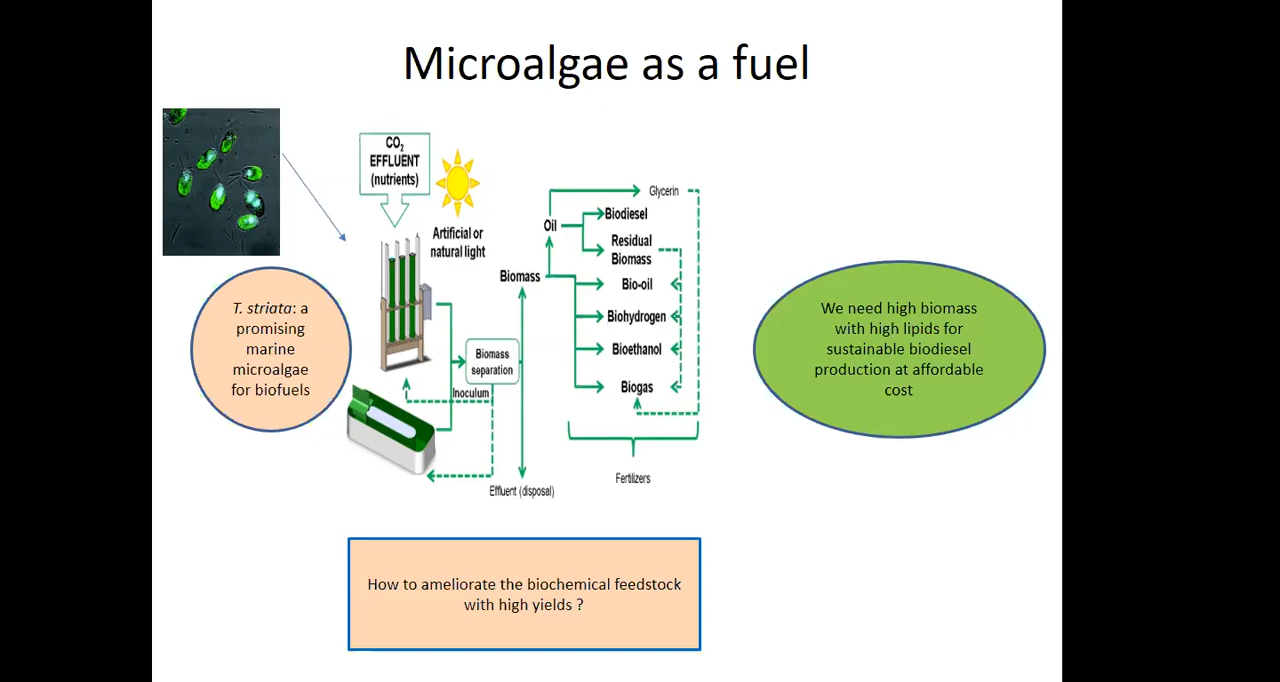 Microalgae as a fuel
CO2
EFFLUENT
(nutrients)
Artificial or
natural light
T. striata: a
promising
marine
microalgae
for biofuels
Biomass
separation
Inoculum
Biomass
Effluent (disposal)
Oil
Glycerin
Biodiesel
Residual
Biomass
Bio-oil
Biohydrogen
Bioethanol
Biogas
Fertilizers
We need high biomass
with high lipids for
sustainable biodiesel
production at affordable
cost
How to ameliorate the biochemical feedstock
with high yields ?